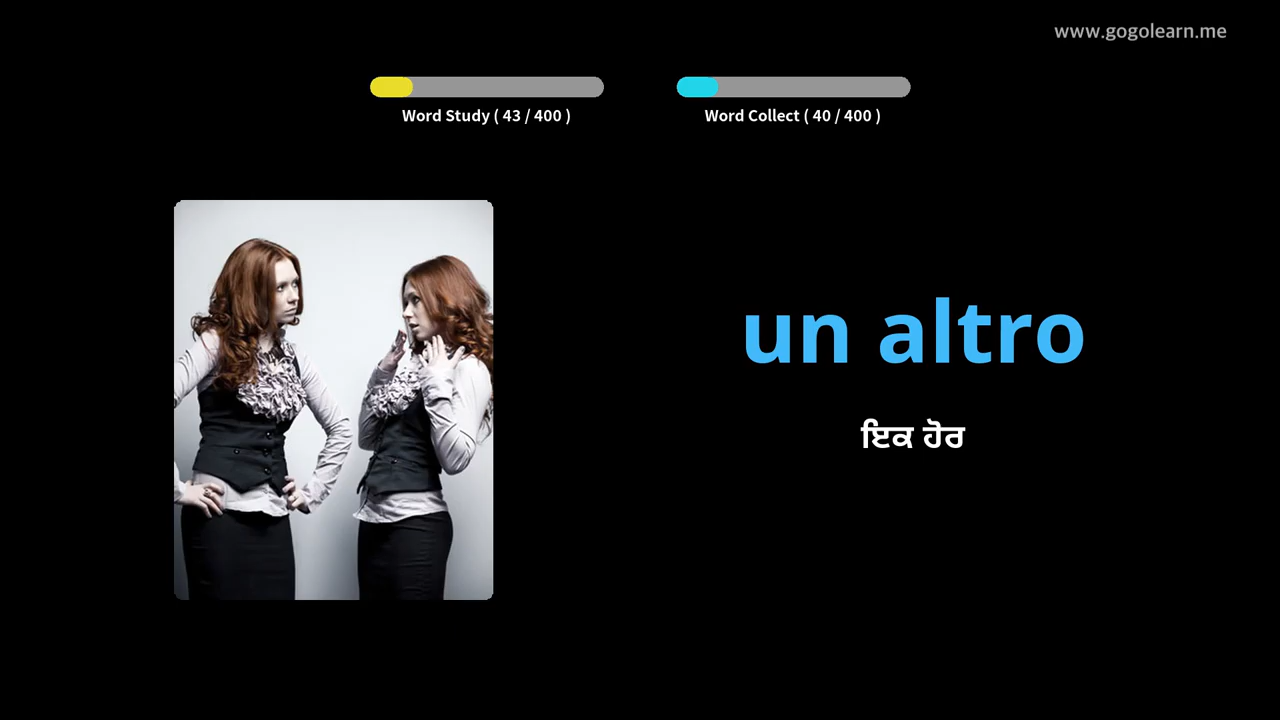 www.gogolearn.me
Word Study ( 43 / 400 )
Word Collect ( 40 / 400 )
un altro
ਇਕ ਹੋਰ